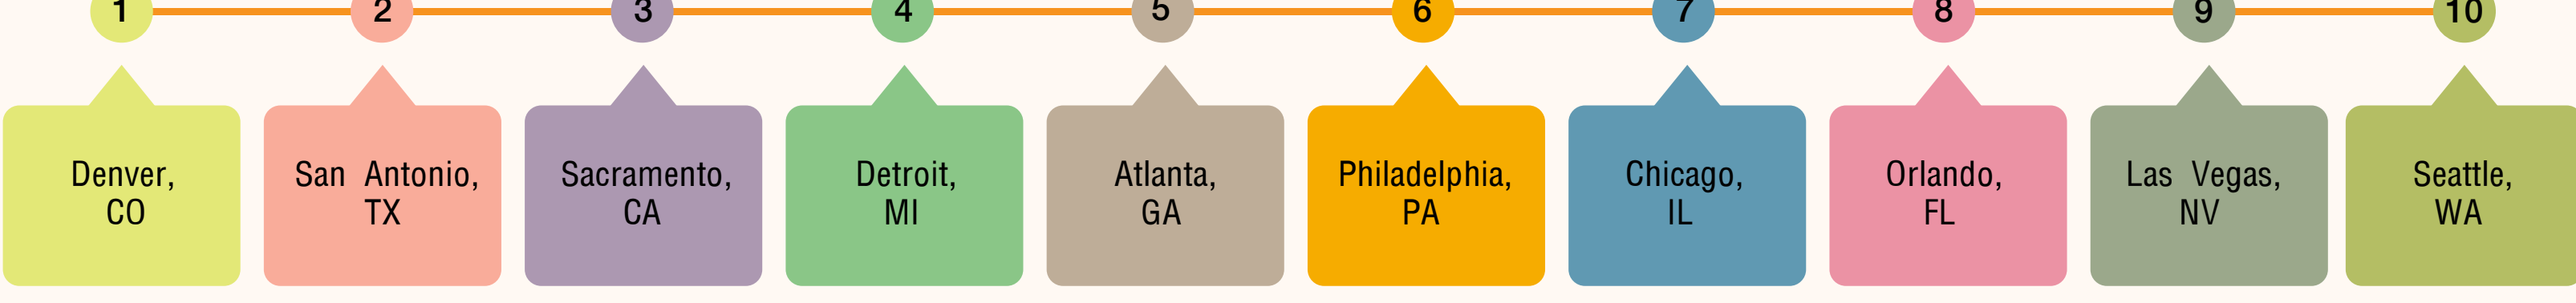 1 2 3 4 5 6 7 8 9 10
Denver,
CO
San Antonio,
TX
Sacramento,
CA
Detroit,
MI
Atlanta,
GA
Philadelphia,
PA
Chicago,
IL
Orlando,
FL
Las Vegas,
NV
Seattle,
WA